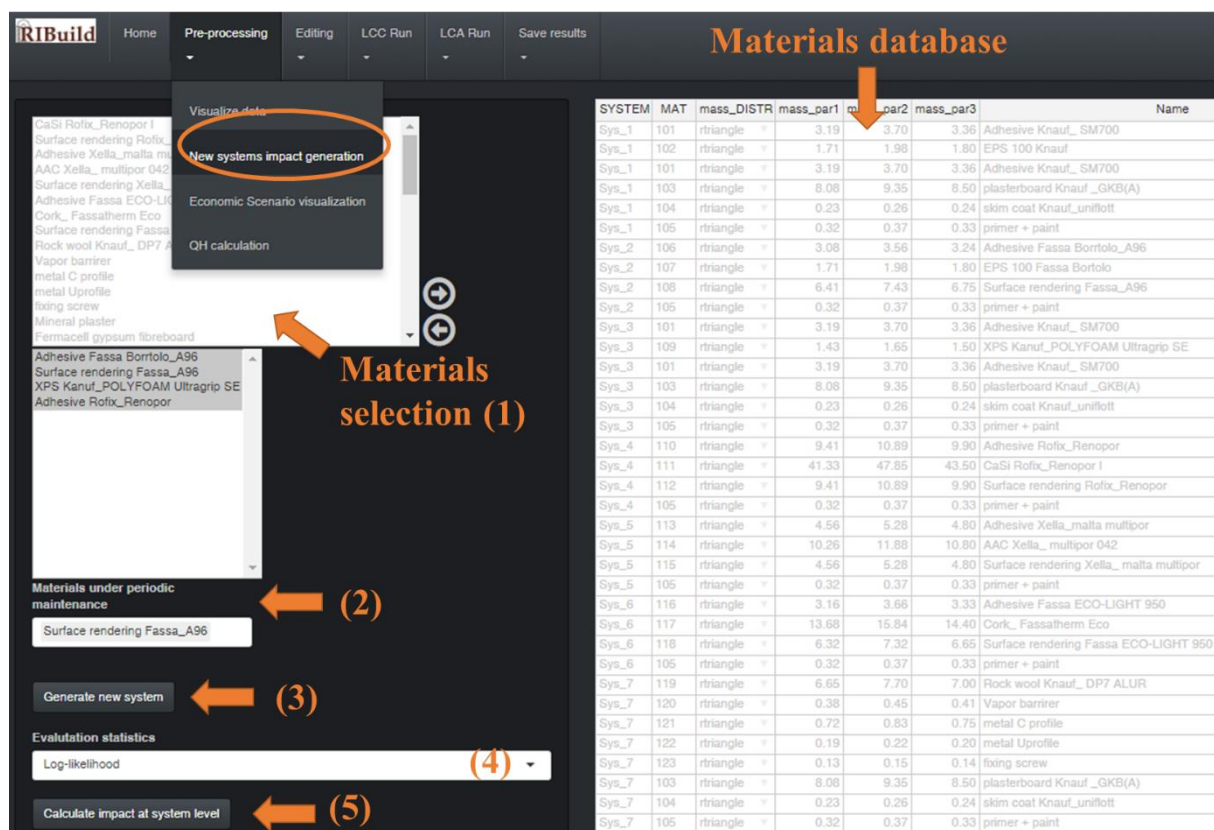 RIBuild Home Pre-processing Editing LCC Run LCA Run Save results
Materials database
Visualize data
New systems impact generation
Economic Scenario visualization
QH calculation
CaSi Rofix_Renopor I
Surface rendering Rofix_
Adhesive Xella_malta mu
AAC Xella_ multipor 042
Surface rendering Xella_
Adhesive Fassa ECO-LI
Cork_ Fassatherm Eco
Surface rendering Fassa
Rock wool Knauf_ DP7 A
Vapor barrirer
metal C profile
metal Uprofile
fixing screw
Mineral plaster
Fermacell gypsum fibreboard
Materials
selection (1)
Adhesive Fassa Borrtolo_A96
Surface rendering Fassa_A96
XPS Kanuf_POLYFOAM Ultragrip SE
Adhesive Rofix_Renopor
Materials under periodic
maintenance
(2)
Surface rendering Fassa_A96
Generate new system
(3)
Evalutation statistics
Log-likelihood
(4)
Calculate impact at system level
(5)
SYSTEM MAT mass_DISTR mass_par1 mass_par2 mass_par3 Name
Sys_1 101 rtriangle 3.19 3.70 3.36 Adhesive Knauf_ SM700
Sys_1 102 rtriangle 1.71 1.98 1.80 EPS 100 Knauf
Sys_1 101 rtriangle 3.19 3.70 3.36 Adhesive Knauf_ SM700
Sys_1 103 rtriangle 8.08 9.35 8.50 plasterboard Knauf _GKB(A)
Sys_1 104 rtriangle 0.23 0.26 0.24 skim coat Knauf_uniflott
Sys_1 105 rtriangle 0.32 0.37 0.33 primer + paint
Sys_2 106 rtriangle 3.08 3.56 3.24 Adhesive Fassa Borrtolo_A96
Sys_2 107 rtriangle 1.71 1.98 1.80 EPS 100 Fassa Bortolo
Sys_2 108 rtriangle 6.41 7.43 6.75 Surface rendering Fassa_A96
Sys_2 105 rtriangle 0.32 0.37 0.33 primer + paint
Sys_3 101 rtriangle 3.19 3.70 3.36 Adhesive Knauf_ SM700
Sys_3 109 rtriangle 1.43 1.65 1.50 XPS Kanuf_POLYFOAM Ultragrip SE
Sys_3 101 rtriangle 3.19 3.70 3.36 Adhesive Knauf_ SM700
Sys_3 103 rtriangle 8.08 9.35 8.50 plasterboard Knauf _GKB(A)
Sys_3 104 rtriangle 0.23 0.26 0.24 skim coat Knauf_uniflott
Sys_3 105 rtriangle 0.32 0.37 0.33 primer + paint
Sys_4 110 rtriangle 9.41 10.89 9.90 Adhesive Rofix_Renopor
Sys_4 111 rtriangle 41.33 47.85 43.50 CaSi Rofix_Renopor I
Sys_4 112 rtriangle 9.41 10.89 9.90 Surface rendering Rofix_Renopor
Sys_4 105 rtriangle 0.32 0.37 0.33 primer + paint
Sys_5 113 rtriangle 4.56 5.28 4.80 Adhesive Xella_malta multipor
Sys_5 114 rtriangle 10.26 11.88 10.80 AAC Xella_ multipor 042
Sys_5 115 rtriangle 4.56 5.28 4.80 Surface rendering Xella_ malta multipor
Sys_5 105 rtriangle 0.32 0.37 0.33 primer + paint
Sys_6 116 rtriangle 3.16 3.66 3.33 Adhesive Fassa ECO-LIGHT 950
Sys_6 117 rtriangle 13.68 15.84 14.40 Cork_ Fassatherm Eco
Sys_6 118 rtriangle 6.32 7.32 6.65 Surface rendering Fassa ECO-LIGHT 950
Sys_6 105 rtriangle 0.32 0.37 0.33 primer + paint
Sys_7 119 rtriangle 6.65 7.70 7.00 Rock wool Knauf_ DP7 ALUR
Sys_7 120 rtriangle 0.38 0.45 0.41 Vapor barrirer
Sys_7 121 rtriangle 0.72 0.83 0.75 metal C profile
Sys_7 122 rtriangle 0.19 0.22 0.20 metal Uprofile
Sys_7 123 rtriangle 0.13 0.15 0.14 fixing screw
Sys_7 103 rtriangle 8.08 9.35 8.50 plasterboard Knauf _GKB(A)
Sys_7 104 rtriangle 0.23 0.26 0.24 skim coat Knauf_uniflott
Sys_7 105 rtriangle 0.32 0.37 0.33 primer + paint